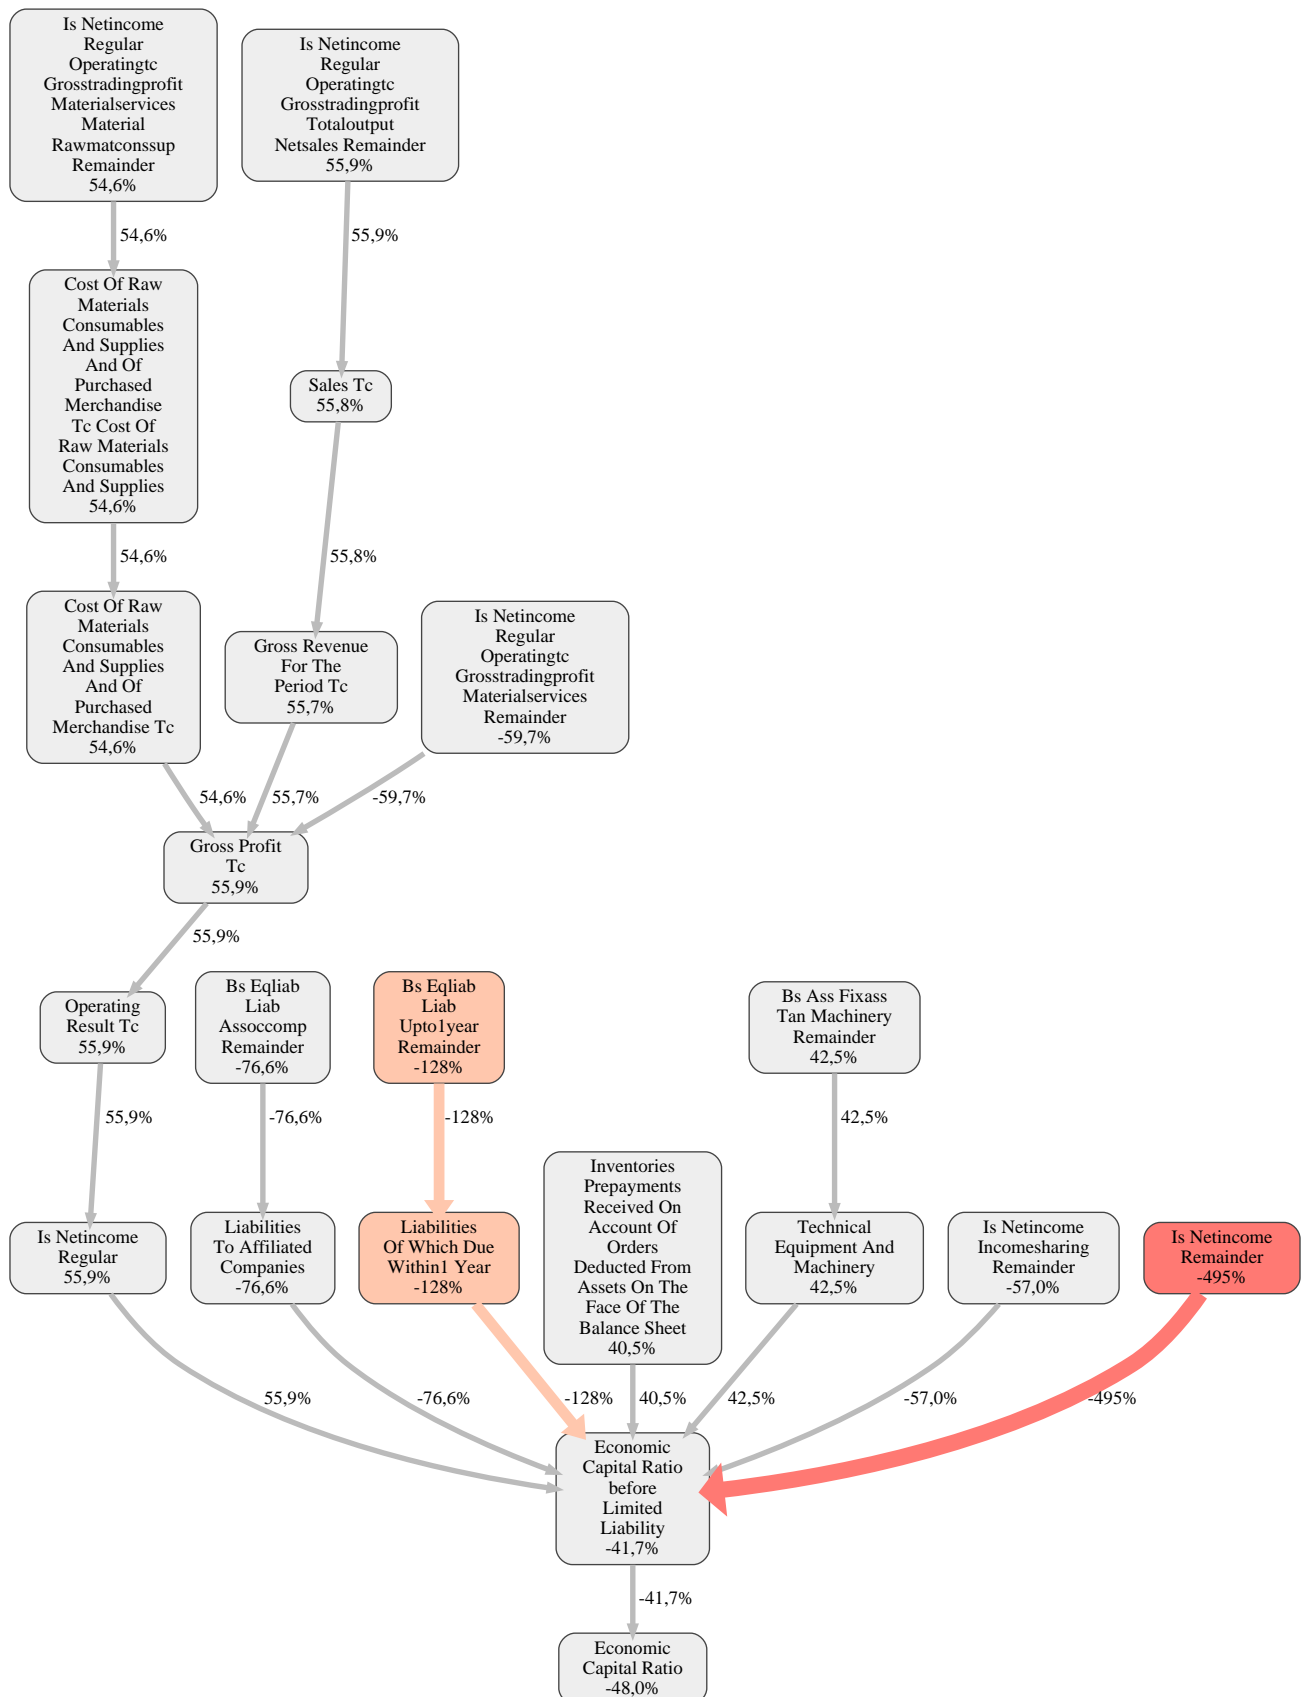 Is Netincome
Regular
Operatingtc
Grosstradingprofit
Materialservices
Material
Rawmatconssup
Remainder
54,6%
Is Netincome
Regular
Operatingtc
Grosstradingprofit
Totaloutput
Netsales Remainder
55,9%
54,6%
55,9%
Cost Of Raw
Materials
Consumables
And Supplies
And Of
Purchased
Merchandise
Tc Cost Of
Raw Materials
Consumables
And Supplies
54,6%
Sales Tc
55,8%
54,6%
55,8%
Cost Of Raw
Materials
Consumables
And Supplies
And Of
Purchased
Merchandise Tc
54,6%
Gross Revenue
For The
Period Tc
55,7%
Is Netincome
Regular
Operatingtc
Grosstradingprofit
Materialservices
Remainder
-59,7%
54,6%
55,7%
-59,7%
Gross Profit
Tc
55,9%
55,9%
Operating
Result Tc
55,9%
Bs Eqliab
Liab
Assoccomp
Remainder
-76,6%
Bs Eqliab
Liab
Upto1year
Remainder
-128%
Bs Ass Fixass
Tan Machinery
Remainder
42,5%
55,9%
-76,6%
-128%
42,5%
Is Netincome
Regular
55,9%
Liabilities
To Affiliated
Companies
-76,6%
Liabilities
Of Which Due
Within1 Year
-128%
Inventories
Prepayments
Received On
Account Of
Orders
Deducted From
Assets On The
Face Of The
Balance Sheet
40,5%
Technical
Equipment And
Machinery
42,5%
Is Netincome
Incomesharing
Remainder
-57,0%
Is Netincome
Remainder
-495%
55,9%
-76,6%
-128%
40,5%
42,5%
-57,0%
-495%
Economic
Capital Ratio
before
Limited
Liability
-41,7%
-41,7%
Economic
Capital Ratio
-48,0%